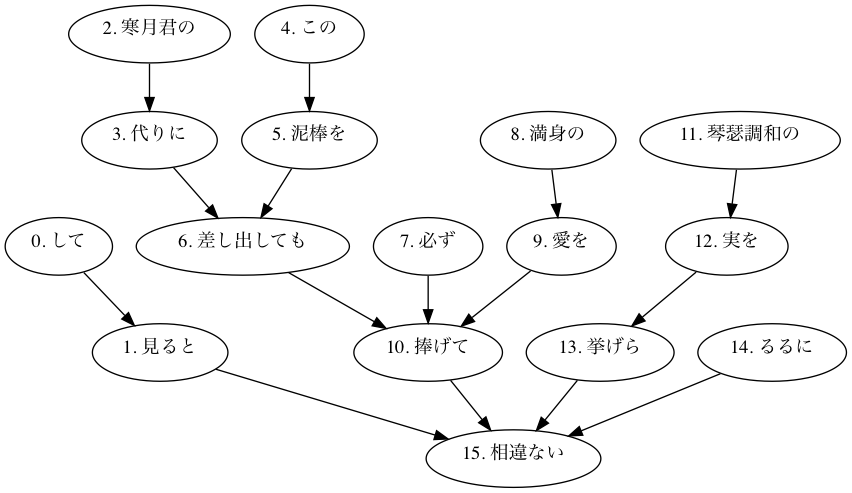 2. 寒月君の
4. この
3. 代りに
5. 泥棒を
8. 満身の
11. 琴瑟調和の
0. して
6. 差し出しても
7. 必ず
9. 愛を
12. 実を
1. 見ると
10. 捧げて
13. 挙げら
14. るるに
15. 相違ない